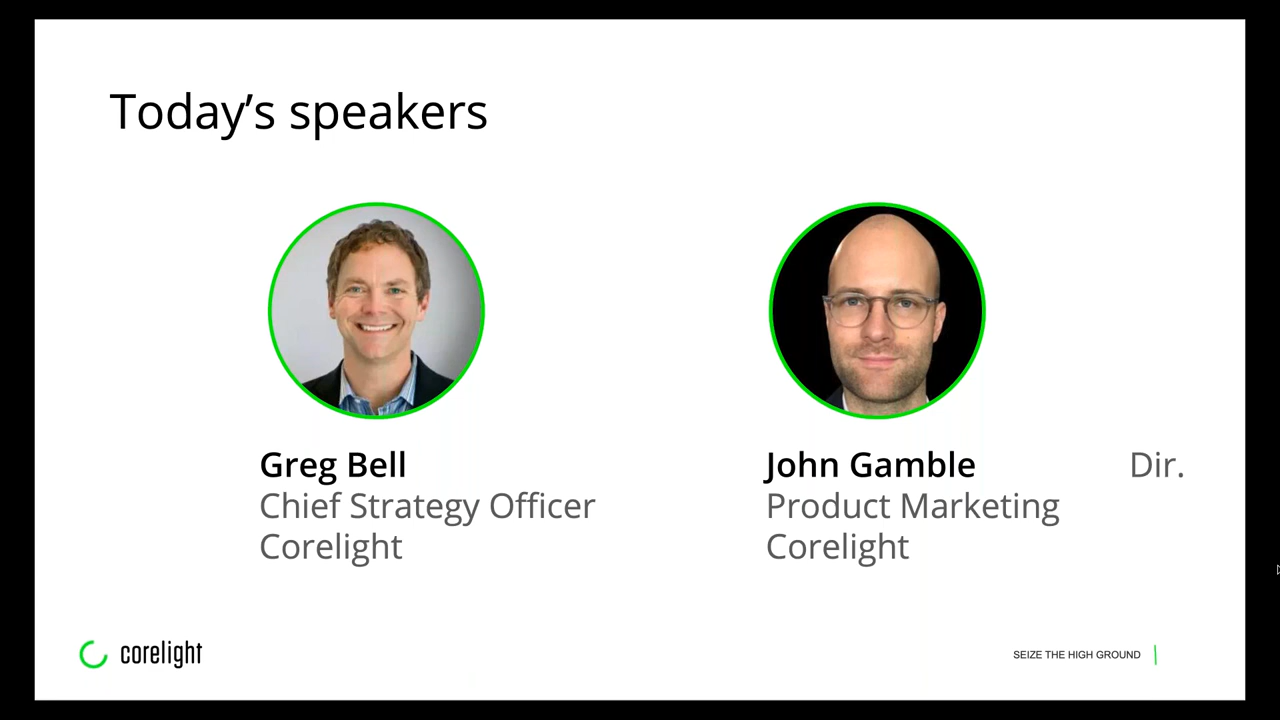 Today’s speakers
Greg Bell
Chief Strategy Officer
Corelight
John Gamble Dir.
Product Marketing
Corelight
corelight
SEIZE THE HIGH GROUND